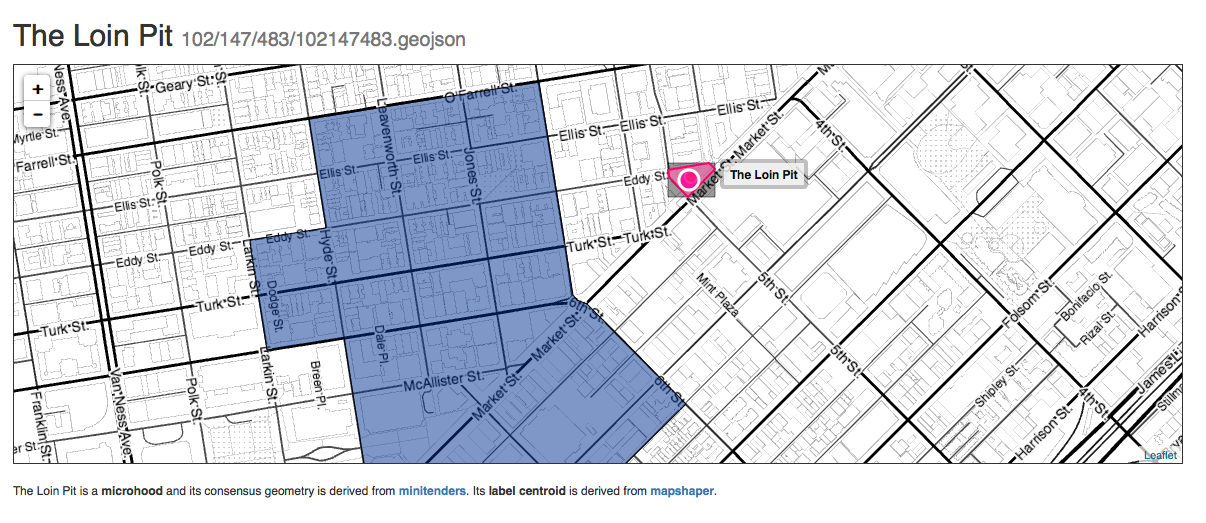 The Loin Pit 102/147/483/102147483.geojson
+
−
Ness Ave.
Polk St.
Geary St.
O'Farrell St.
Ellis St.
Market St.
4th St.
Myrtle St.
Farrell St.
Polk St.
Leavenworth St.
Jones St.
Ellis St.
Ellis St.
Ellis St.
Ellis St.
Eddy St.
Market St.
The Loin Pit
Ellis St.
Eddy St.
Eddy St.
Eddy St.
Larkin St.
Hyde St.
Turk St.
Turk St.
Dodge St.
Turk St.
Turk St.
6th St.
Mint Plaza
5th St.
Folsom St.
Bonifacio St.
Rizal St.
Harrison St.
Dale Pl.
Market St.
5th St.
Larkin St.
Breen Pl.
McAllister St.
Market St.
6th St.
Shipley St.
4th St.
Harrison St.
Van Ness Ave.
Polk St.
Franklin St.
er St.
James L
Stillm
Leaflet
The Loin Pit is a microhood and its consensus geometry is derived from minitenders. Its label centroid is derived from mapshaper.